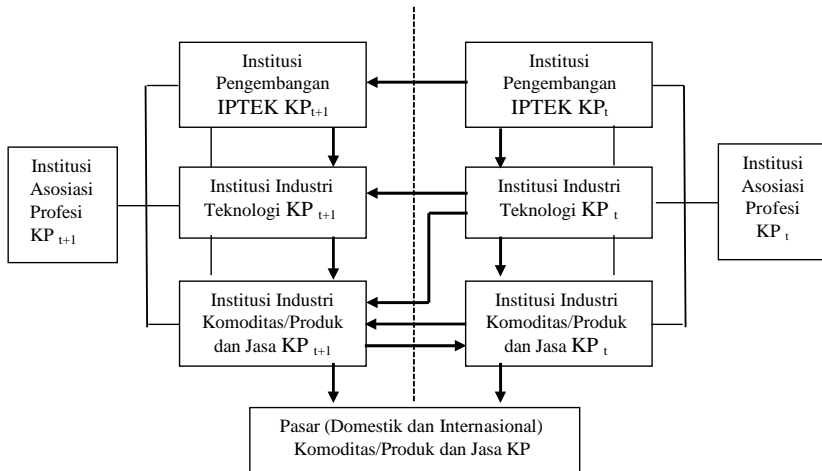 Institusi
Pengembangan
IPTEK KP t+1
Institusi
Pengembangan
IPTEK KP t
Institusi
Asosiasi
Profesi
KP t+1
Institusi Industri
Teknologi KP t+1
Institusi Industri
Teknologi KP t
Institusi
Asosiasi
Profesi
KP t
Institusi Industri
Komoditas/Produk
dan Jasa KP t+1
Institusi Industri
Komoditas/Produk
dan Jasa KP t
Pasar (Domestik dan Internasional)
Komoditas/Produk dan Jasa KP